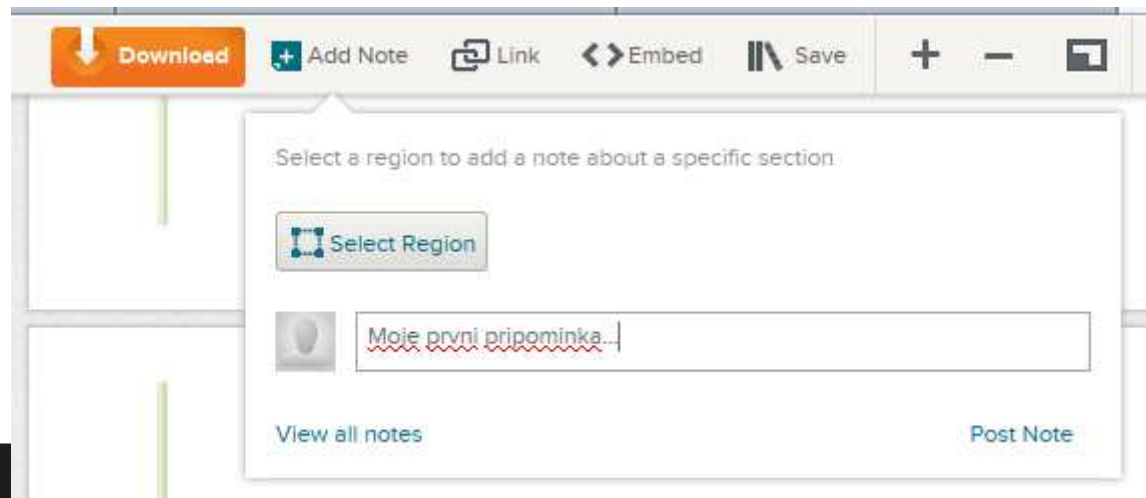 Download Add Note Link Embed Save
Select a region to add a note about a specific section
Select Region
Moje prvni pripominka...
View all notes Post Note